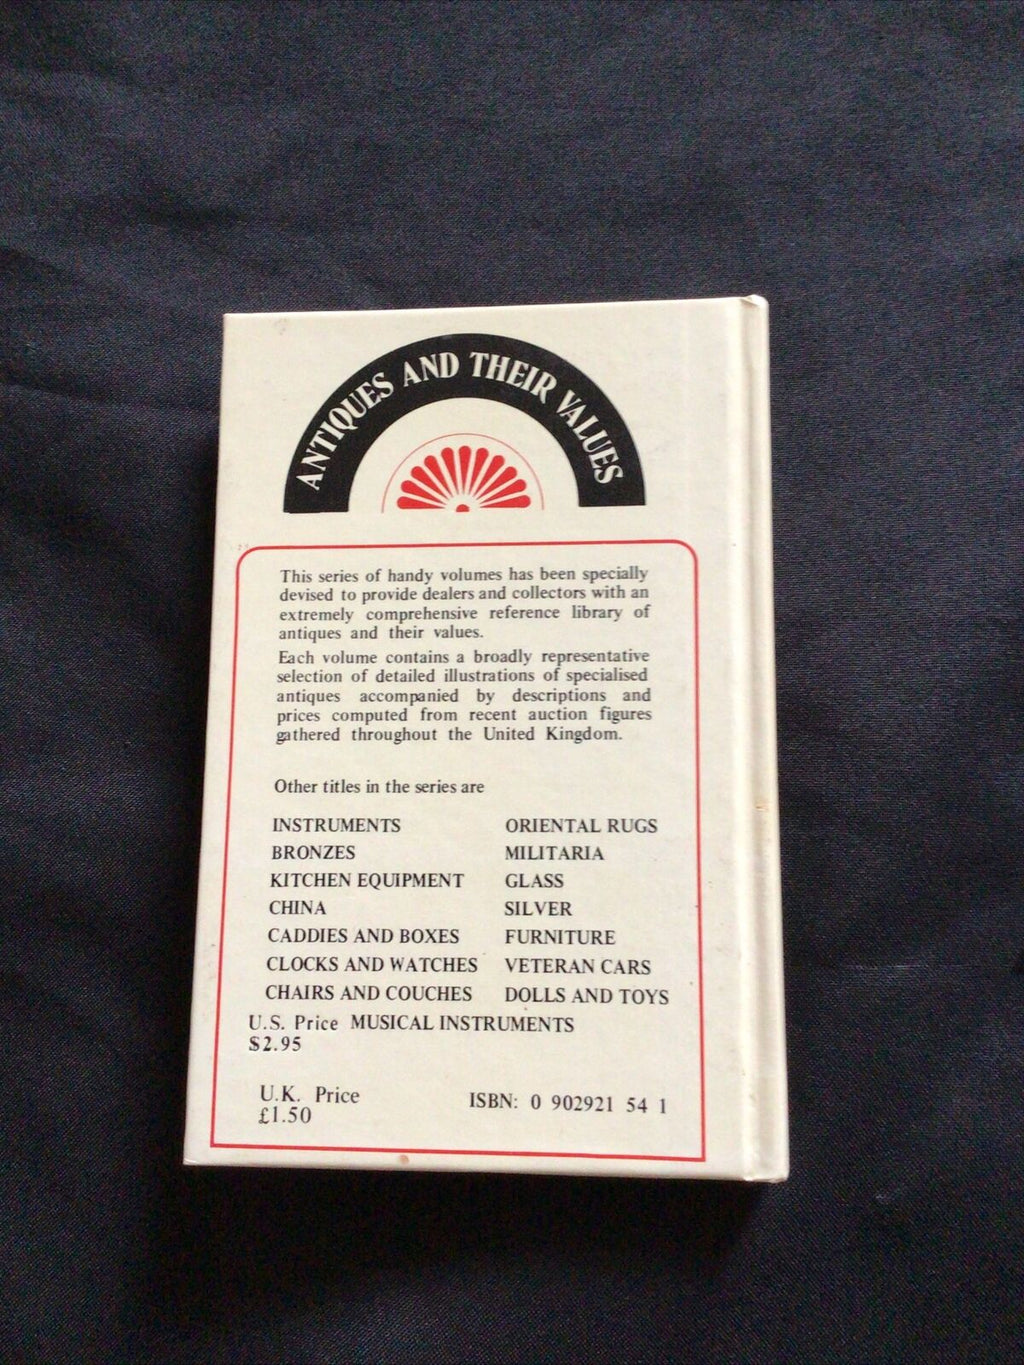 ANTIQUES AND THEIR VALUES
This series of handy volumes has been specially
devised to provide dealers and collectors with an
extremely comprehensive reference library of
antiques and their values.
Each volume contains a broadly representative
selection of detailed illustrations of specialised
antiques accompanied by descriptions and
prices computed from recent auction figures
gathered throughout the United Kingdom.
Other titles in the series are
INSTRUMENTS ORIENTAL RUGS
BRONZES MILITARIA
KITCHEN EQUIPMENT GLASS
CHINA SILVER
CADDIES AND BOXES FURNITURE
CLOCKS AND WATCHES VETERAN CARS
CHAIRS AND COUCHES DOLLS AND TOYS
U.S. Price MUSICAL INSTRUMENTS
$2.95
U.K. Price
£1.50
ISBN: 0 902921 54 1